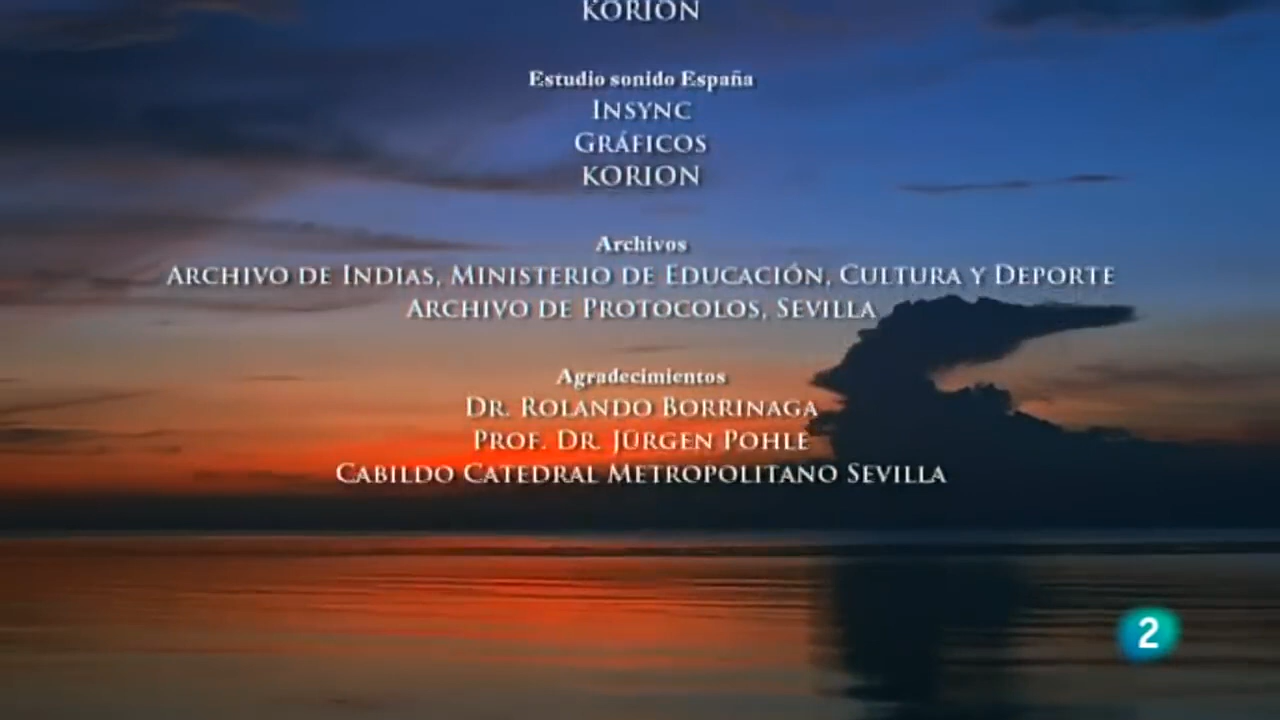 KORION
Estudio sonido España
INSYNC
GRÁFICOS
KORION
Archivos
ARCHIVO DE INDIAS, MINISTERIO DE EDUCACIÓN, CULTURA Y DEPORTE
ARCHIVO DE PROTOCOLOS, SEVILLA
Agradecimientos
DR. ROLANDO BORRINAGA
PROF. DR. JÜRGEN POHLE
CABILDO CATEDRAL METROPOLITANO SEVILLA
2